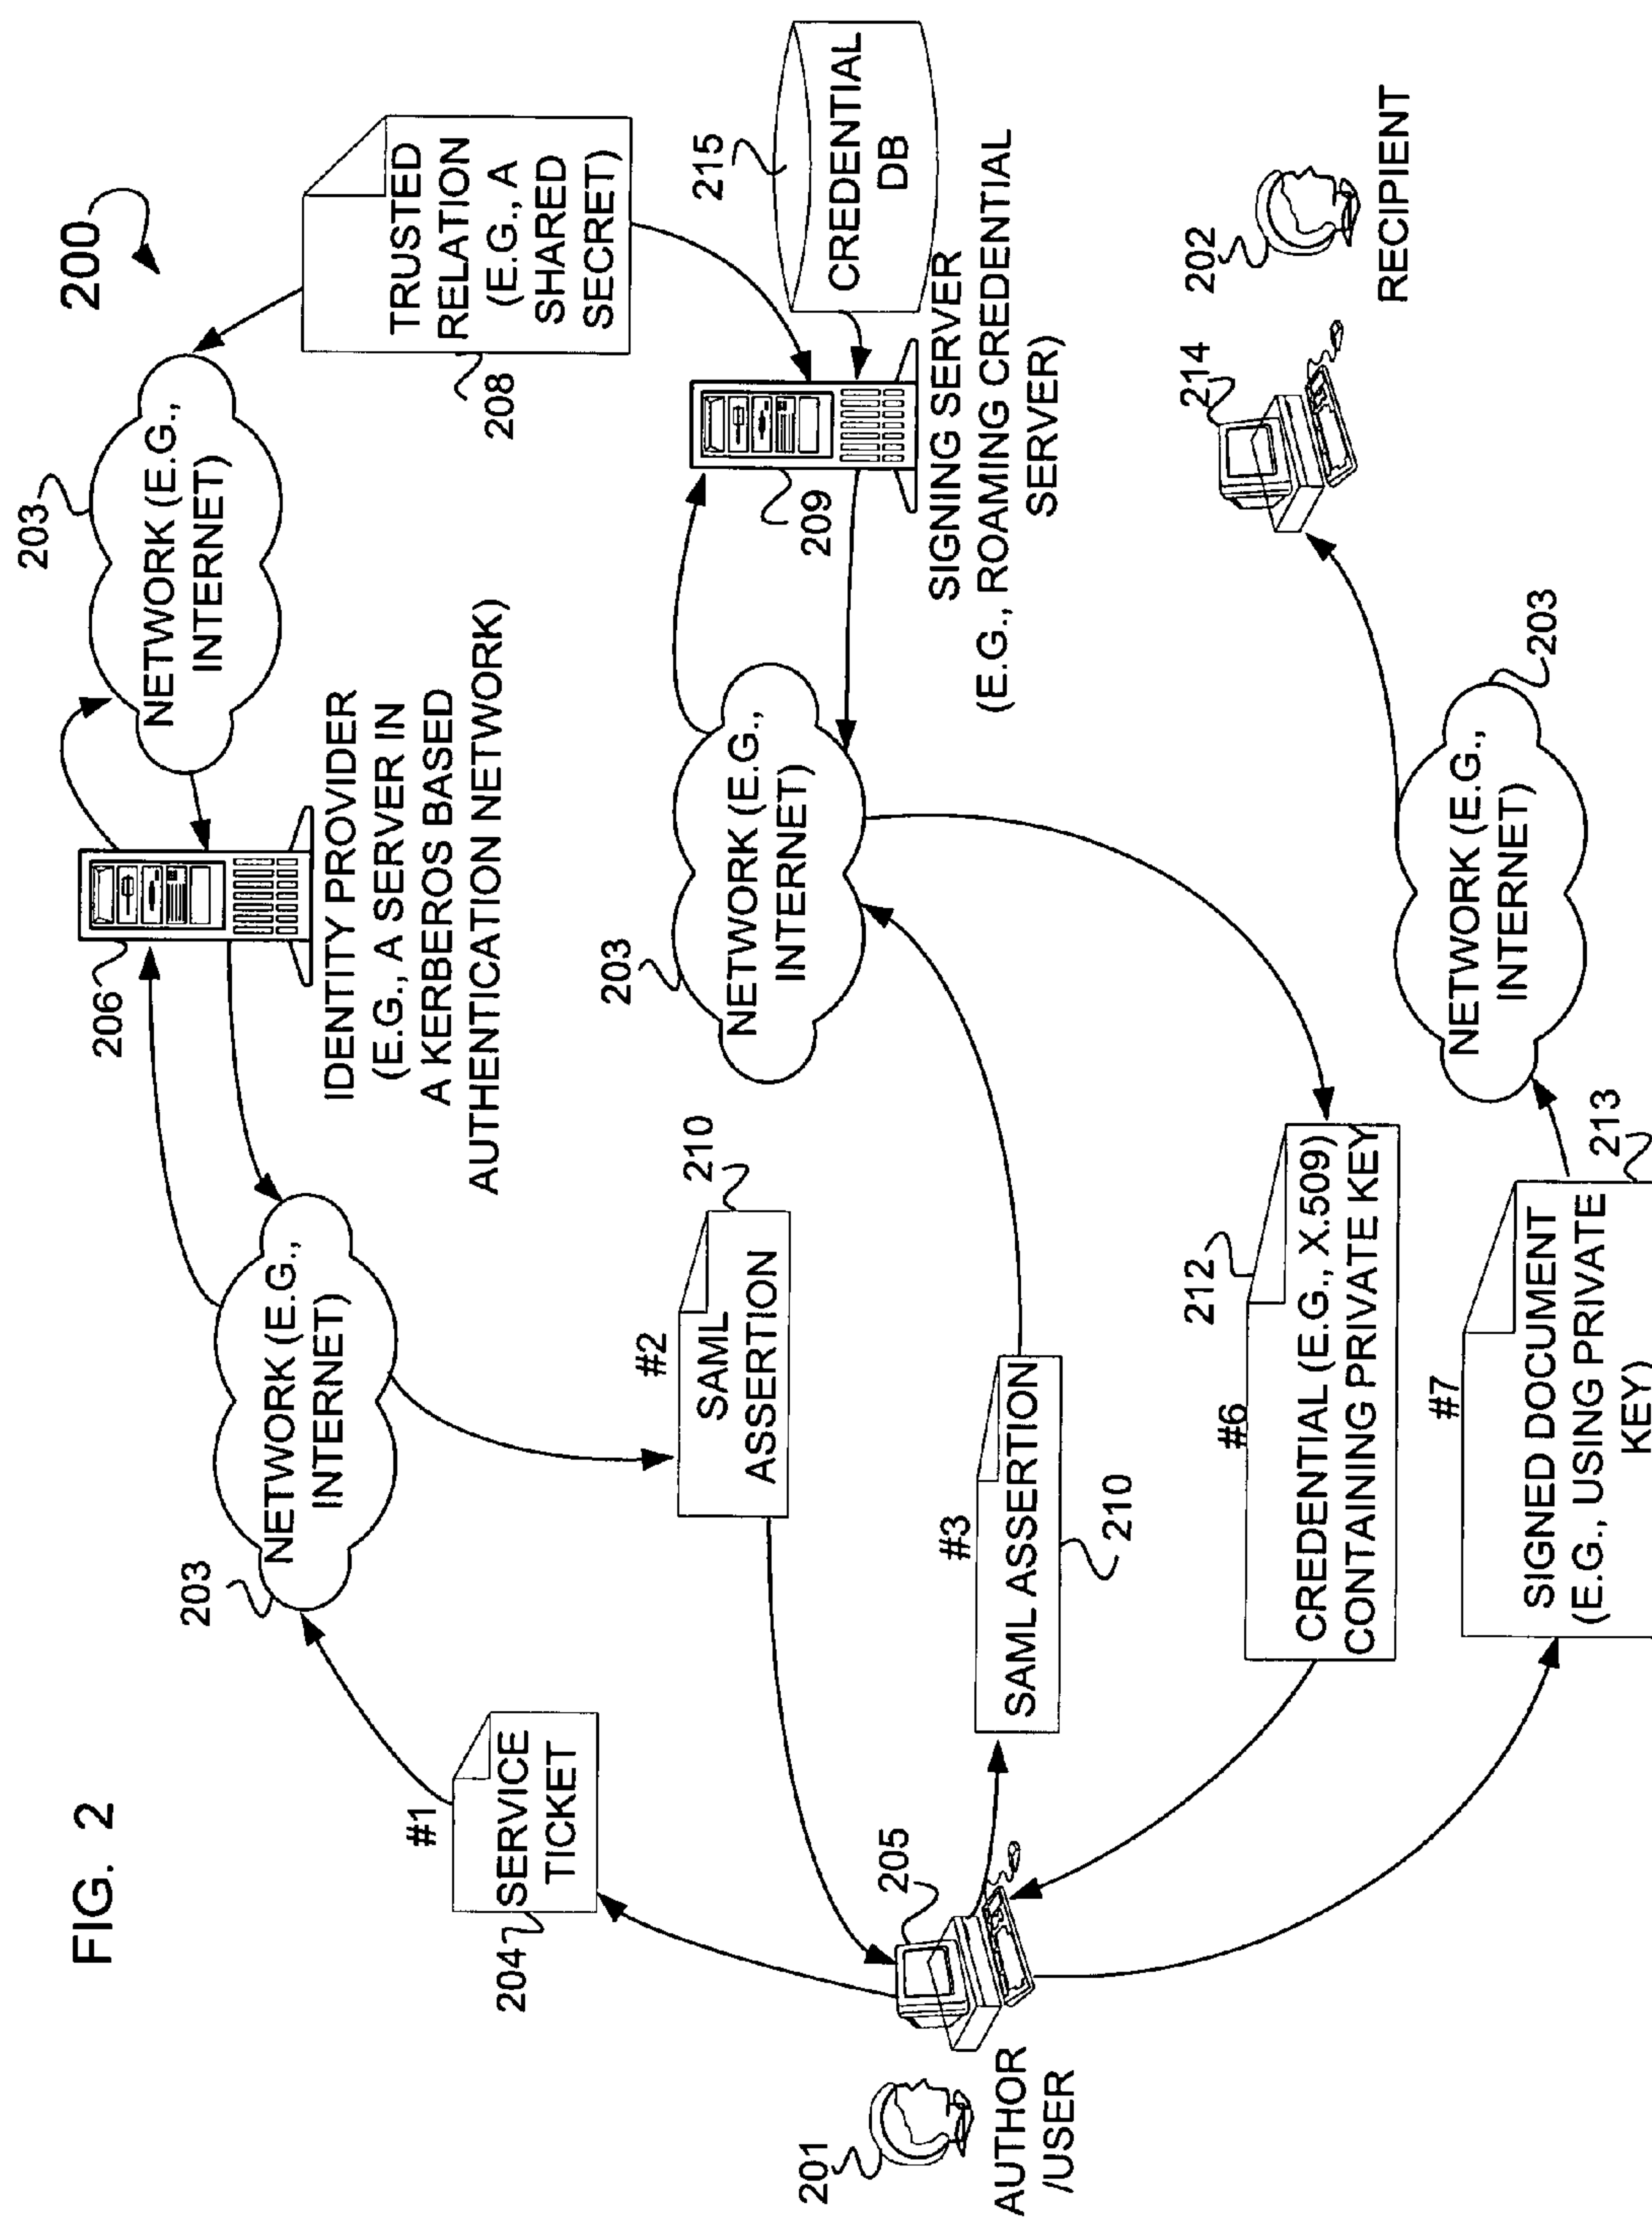 FIG. 2
200
203
NETWORK (E.G.,
INTERNET)
206
IDENTITY PROVIDER
(E.G., A SERVER IN
A KERBEROS BASED
AUTHENTICATION NETWORK)
203
NETWORK (E.G.,
INTERNET)
TRUSTED
RELATION
(E.G., A
SHARED
SECRET)
208
#1
204
SERVICE
TICKET
#2
210
SAML
ASSERTION
203
NETWORK (E.G.,
INTERNET)
209
215
CREDENTIAL
DB
SIGNING SERVER
(E.G., ROAMING CREDENTIAL
SERVER)
201
AUTHOR
/USER
205
#3
SAML ASSERTION
210
#6
212
CREDENTIAL (E.G., X.509)
CONTAINING PRIVATE KEY
214
202
RECIPIENT
#7
SIGNED DOCUMENT
(E.G., USING PRIVATE
KEY)
213
NETWORK (E.G.,
INTERNET)
203